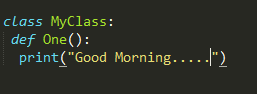 class MyClass:
 def One():
  print("Good Morning.....")